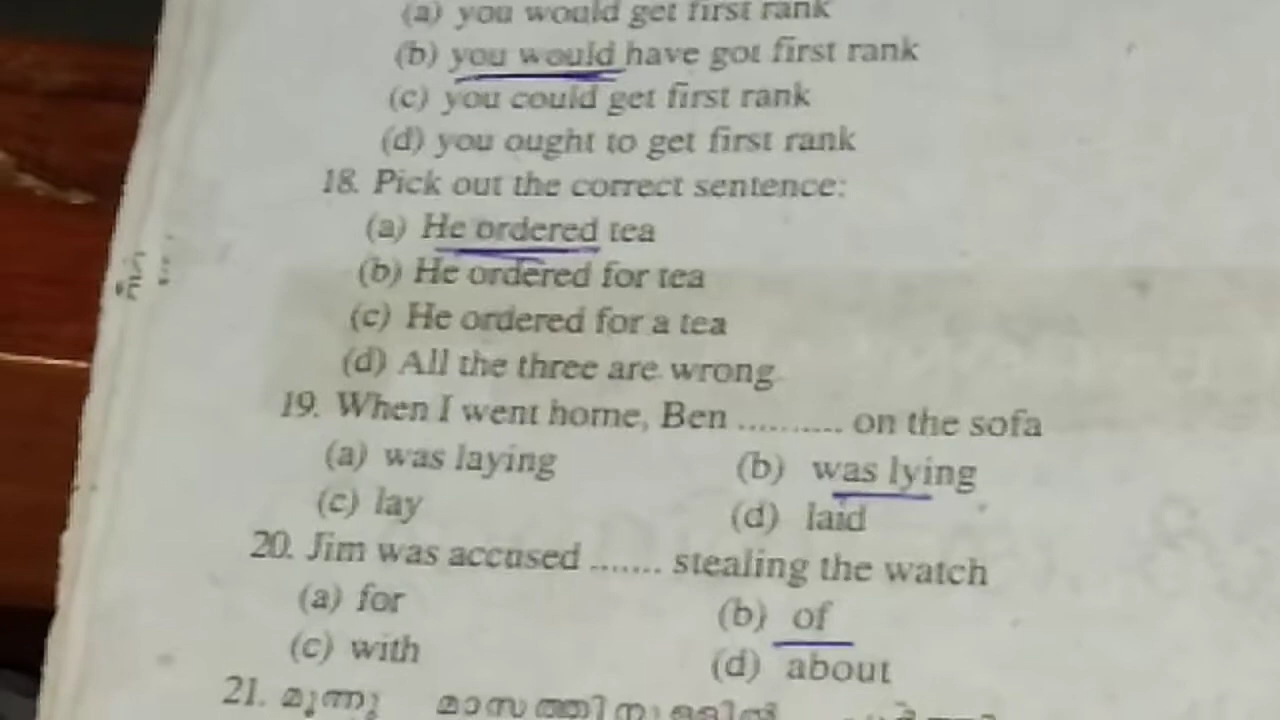 (a) you would get first rank
(b) you would have got first rank
(c) you could get first rank
(d) you ought to get first rank
18. Pick out the correct sentence:
(a) He ordered tea
(b) He ordered for tea
(c) He ordered for a tea
(d) All the three are wrong
19. When I went home, Ben .......... on the sofa
(a) was laying (b) was lying
(c) lay (d) laid
20. Jim was accused ....... stealing the watch
(a) for (b) of
(c) with (d) about
21. മൂന്നു